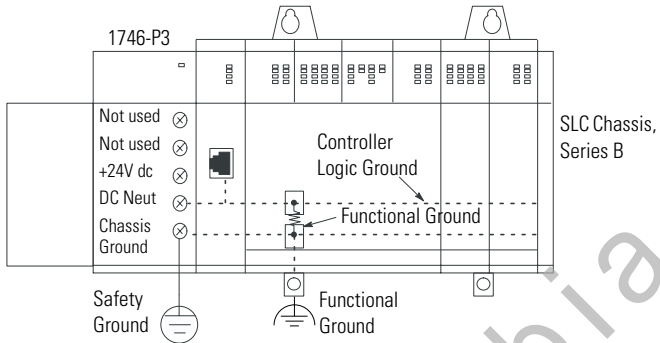 1746-P3
Not used
Not used
+24V dc
DC Neut
Chassis
Ground
Controller
Logic Ground
Functional Ground
SLC Chassis,
Series B
Safety
Ground
Functional
Ground
bia